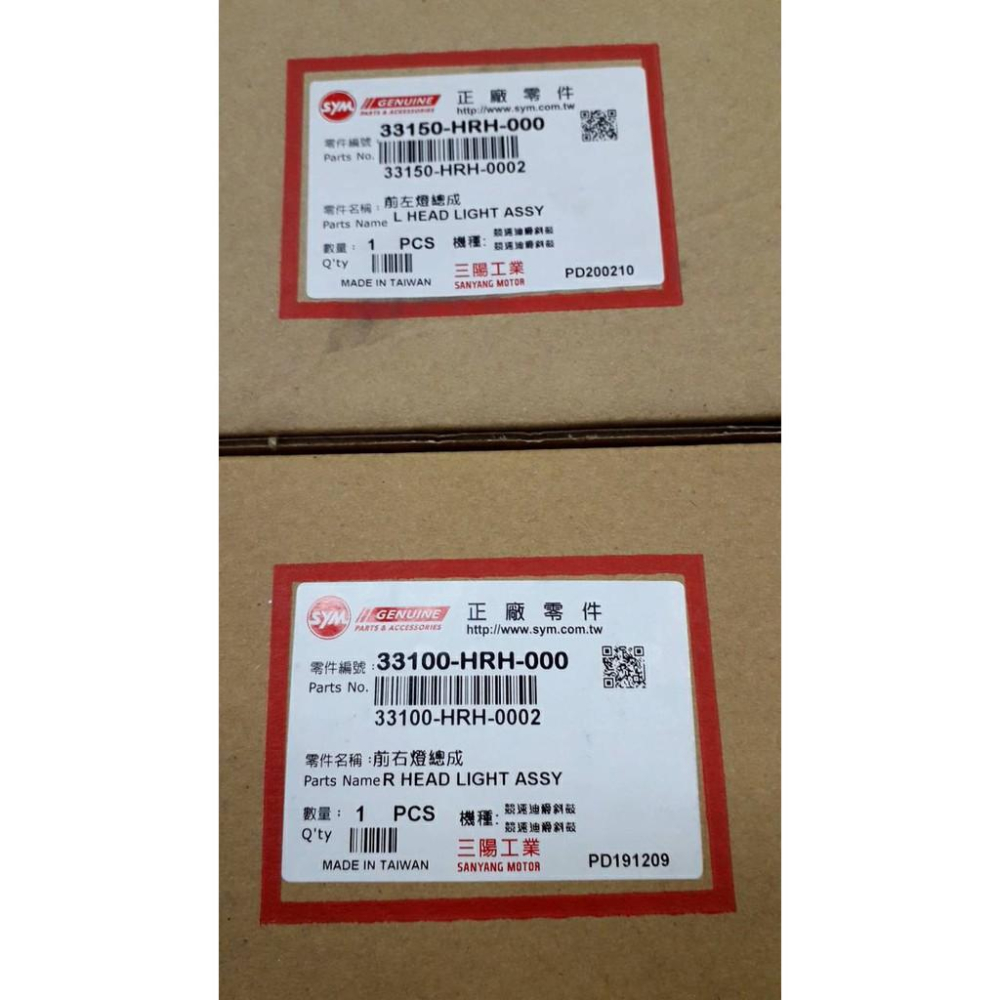 SYM GENUINE 正廠零件
PARTS & ACCESSORIES http://www.sym.com.tw
零件編號: 33150-HRH-000
Parts No.
33150-HRH-0002
零件名稱: 前左燈總成
Parts Name L HEAD LIGHT ASSY
數量: 1 PCS 機種:
Q'ty
MADE IN TAIWAN 三陽工業 PD200210
SANYANG MOTOR
SYM GENUINE 正廠零件
PARTS & ACCESSORIES http://www.sym.com.tw
零件編號: 33100-HRH-000
Parts No.
33100-HRH-0002
零件名稱: 前右燈總成
Parts Name R HEAD LIGHT ASSY
數量: 1 PCS 機種:
Q'ty
MADE IN TAIWAN 三陽工業 PD191209
SANYANG MOTOR